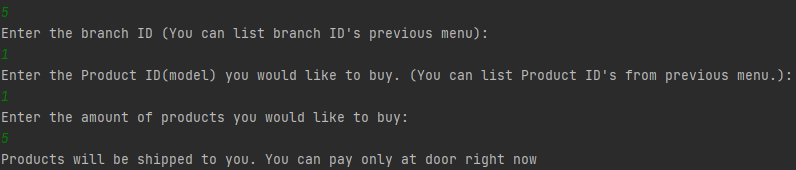 5
Enter the branch ID (You can list branch ID's previous menu):
1
Enter the Product ID(model) you would like to buy. (You can list Product ID's from previous menu.):
1
Enter the amount of products you would like to buy:
5
Products will be shipped to you. You can pay only at door right now